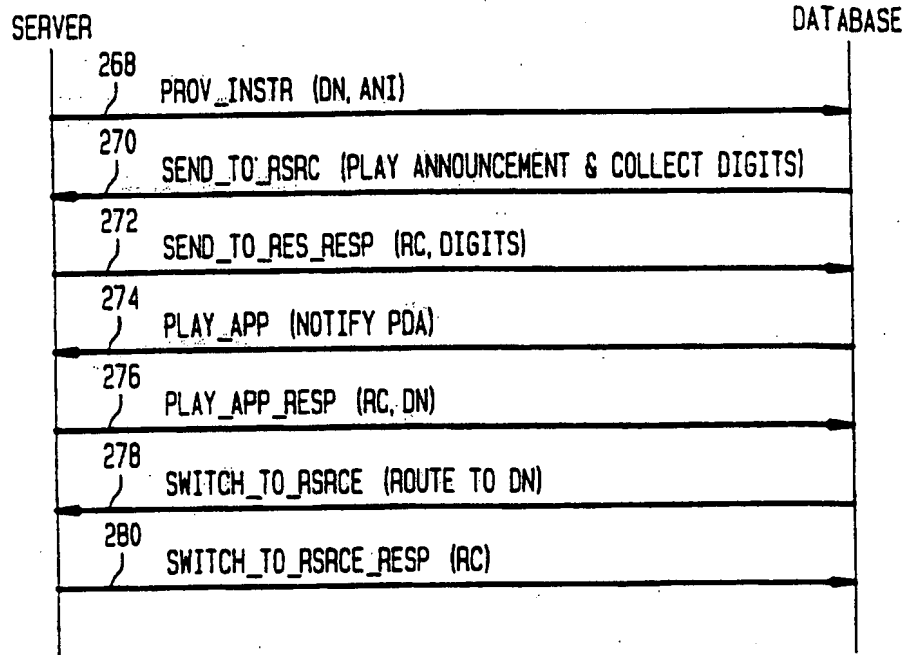 SERVER
DATABASE
268
PROV_INSTR (DN, ANI)
270
SEND_TO_RSRC (PLAY ANNOUNCEMENT & COLLECT DIGITS)
272
SEND_TO_RES_RESP (RC, DIGITS)
274
PLAY_APP (NOTIFY PDA)
276
PLAY_APP_RESP (RC, DN)
278
SWITCH_TO_RSRCE (ROUTE TO DN)
280
SWITCH_TO_RSRCE_RESP (RC)